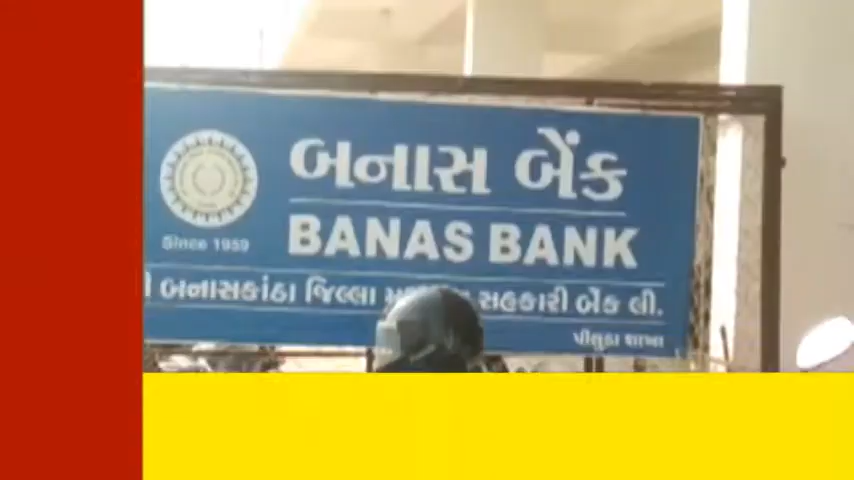 બનાસ બેંક
BANAS BANK
Since 1959
બનાસકાંઠા જિલ્લા સહકારી બેંક લી.
પીલુડા શાખા